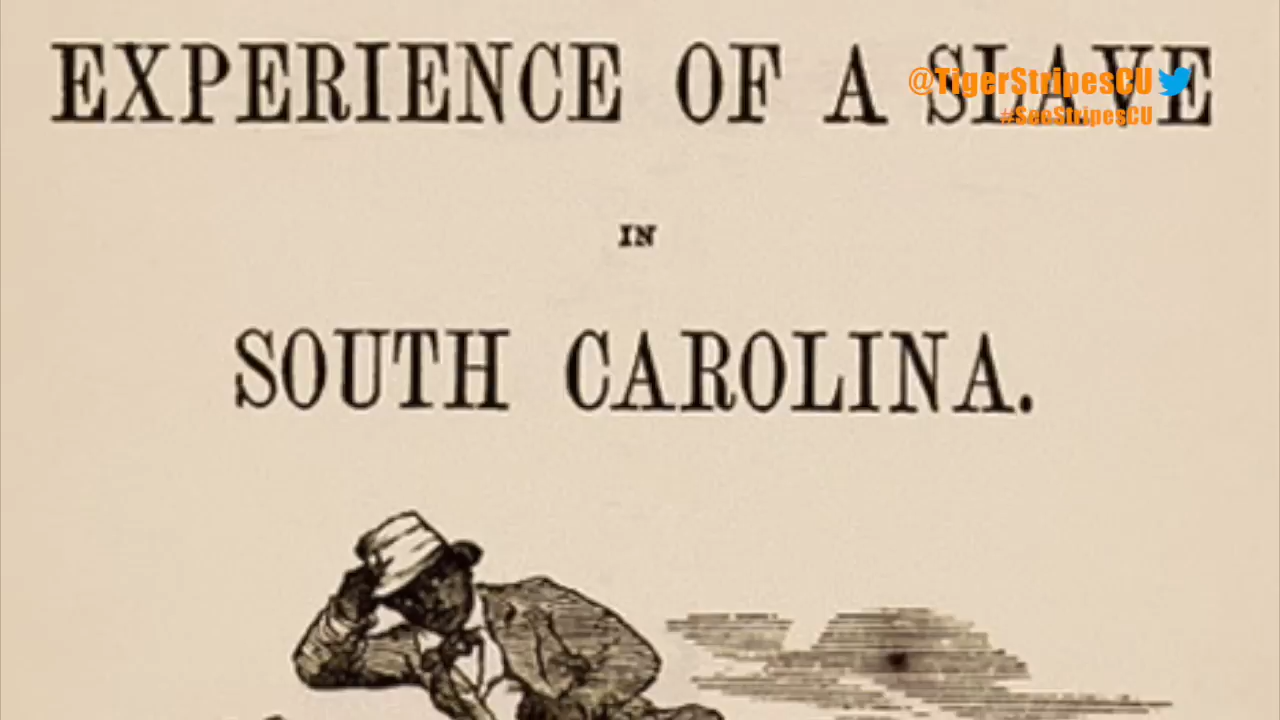 EXPERIENCE OF A SLAVE
@TigerStripesCU
#SeeStripesCU
IN
SOUTH CAROLINA.